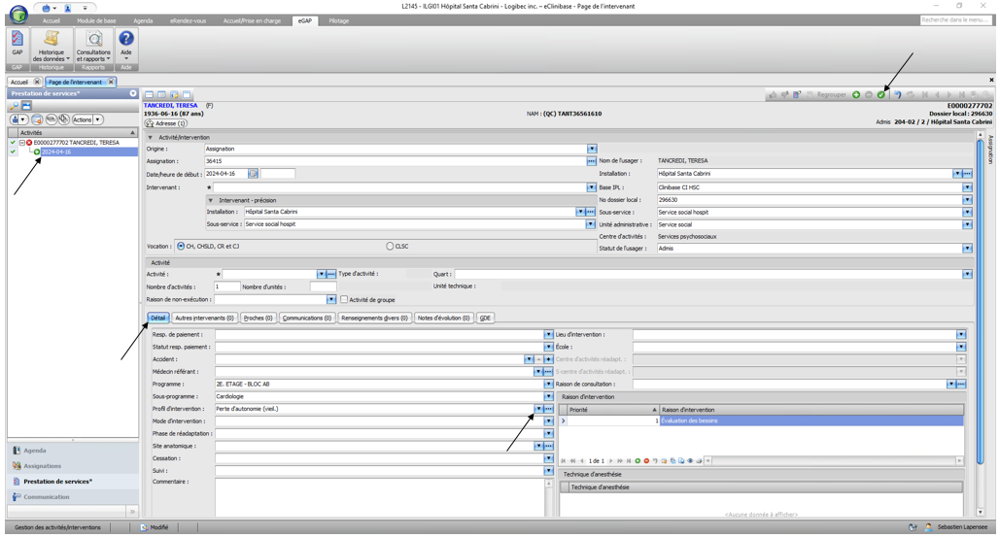 L2145 - ILGI01 Hôpital Santa Cabrini - Logibec inc. – eClinibase - Page de l'intervenant
Accueil Module de base Agenda eRendez-vous Accueil/Prise en charge eGAP Pilotage
Recherche dans le menu...
GAP
Historique des données
Consultations et rapports
Aide
GAP Historique Rapports Aide
Accueil Page de l'intervenant
Prestation de services*
Actions
Activités
E0000277702 TANCREDI, TERESA
2024-04-16
Agenda
Assignations
Prestation de services*
Communication
Regrouper
TANCREDI, TERESA (F)
E0000277702
1936-06-16 (87 ans)
NAM : (QC) TANT36561610
Dossier local : 296630
Adresse (1)
Admis 204-02 / 2 / Hôpital Santa Cabrini
Assignation
Activité/intervention
Origine : Assignation
Assignation : 36415
Nom de l'usager : TANCREDI, TERESA
Date/heure de début : 2024-04-16
Installation : Hôpital Santa Cabrini
Intervenant : ★
Base IPL : Clinibase CI HSC
Intervenant - précision
No dossier local : 296630
Installation : Hôpital Santa Cabrini
Sous-service : Service social hospit
Sous-service : Service social hospit
Unité administrative : Service social
Centre d'activités : Services psychosociaux
Vocation : CH, CHSLD, CR et CJ CLSC
Statut de l'usager : Admis
Activité
Activité : ★ Type d'activité : Quart :
Nombre d'activités : 1 Nombre d'unités : Unité technique :
Raison de non-exécution : Activité de groupe
Détail Autres intervenants (0) Proches (0) Communications (0) Renseignements divers (0) Notes d'évolution (0) GDE
Resp. de paiement : Lieu d'intervention :
Statut resp. paiement : École :
Accident : Centre d'activités réadapt. :
Médecin référant : S-centre d'activités réadapt. :
Programme : 2E. ETAGE - BLOC AB Raison de consultation :
Sous-programme : Cardiologie
Raison d'intervention
Profil d'intervention : Perte d'autonomie (vieil.)
Priorité Raison d'intervention
Mode d'intervention :
1 Évaluation des besoins
Phase de réadaptation :
Site anatomique :
Cessation :
1 de 1
Suivi :
Technique d'anesthésie
Commentaire :
Technique d'anesthésie
<Aucune donnée à afficher>
Gestion des activités/interventions Modifié Sebastien Lapensee